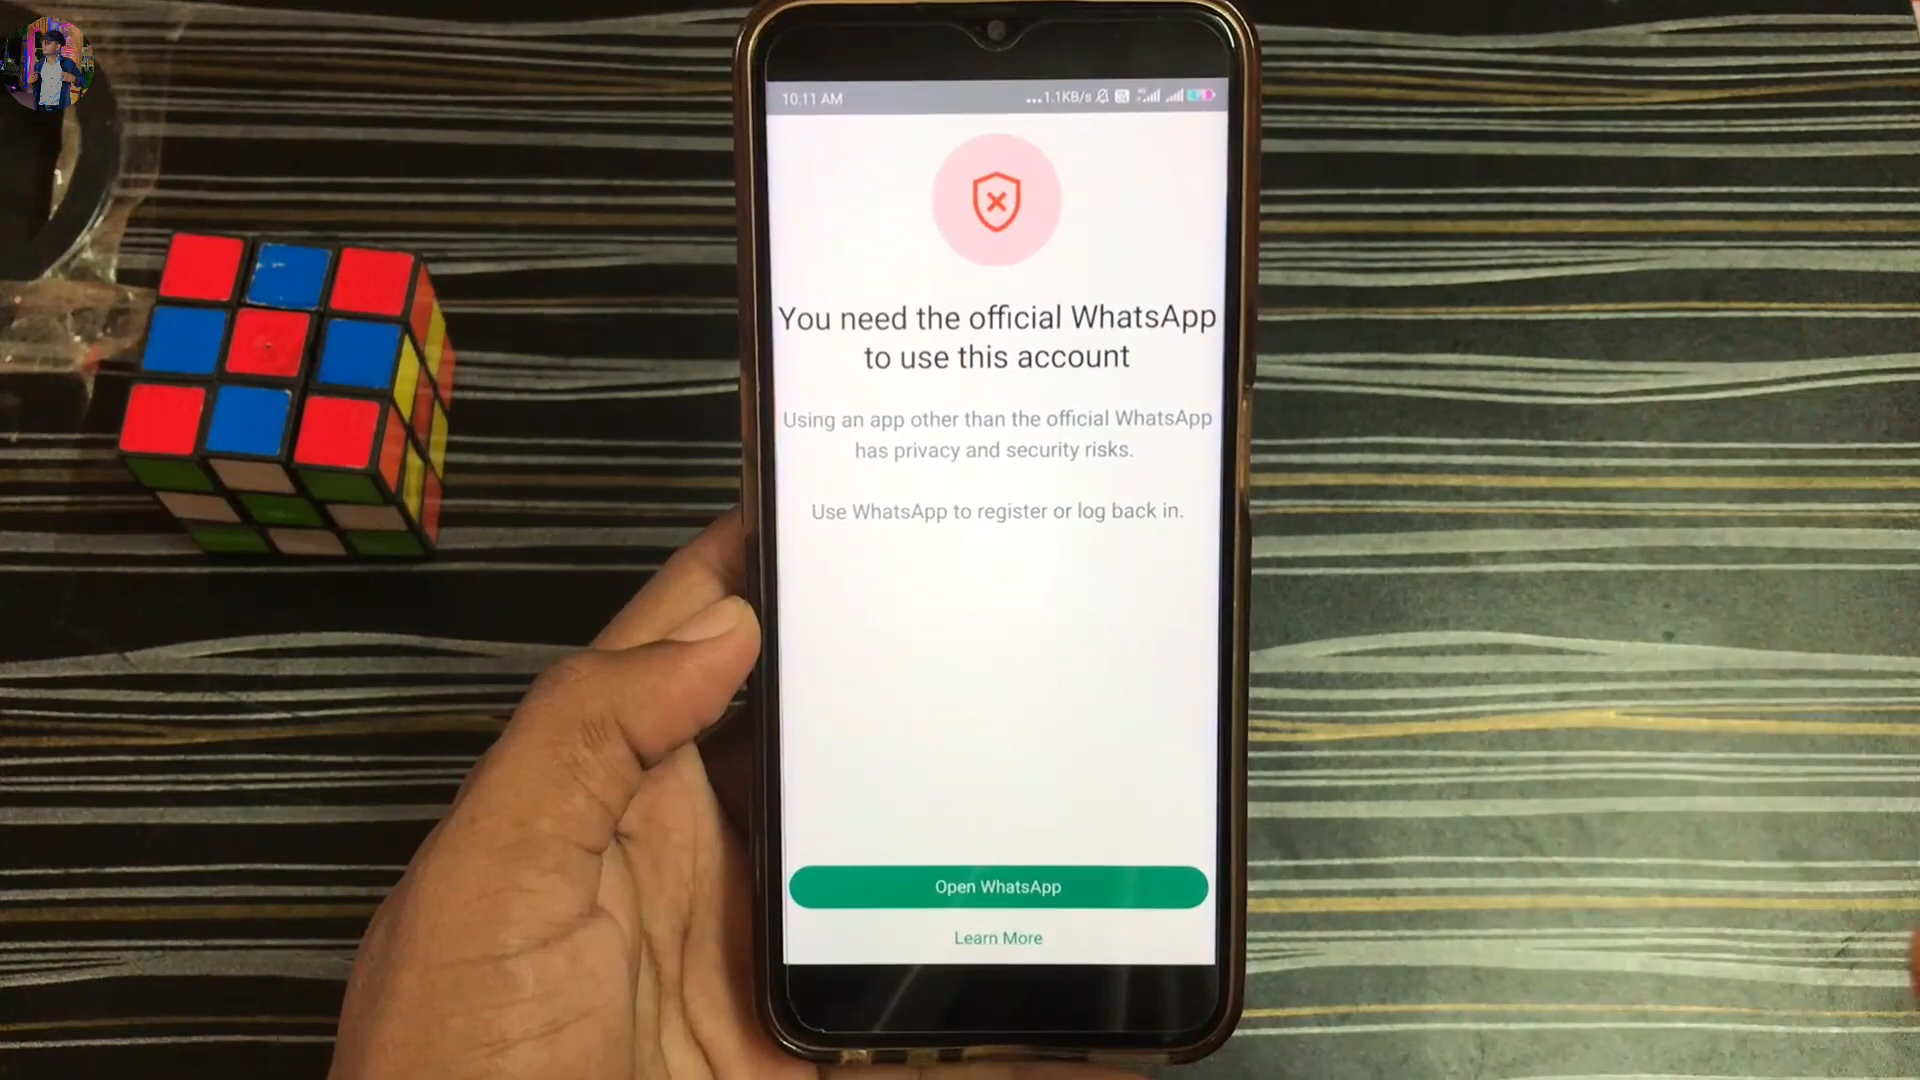 10:11 AM
...1.1KB/s
You need the official WhatsApp
to use this account
Using an app other than the official WhatsApp
has privacy and security risks.
Use WhatsApp to register or log back in.
Open WhatsApp
Learn More